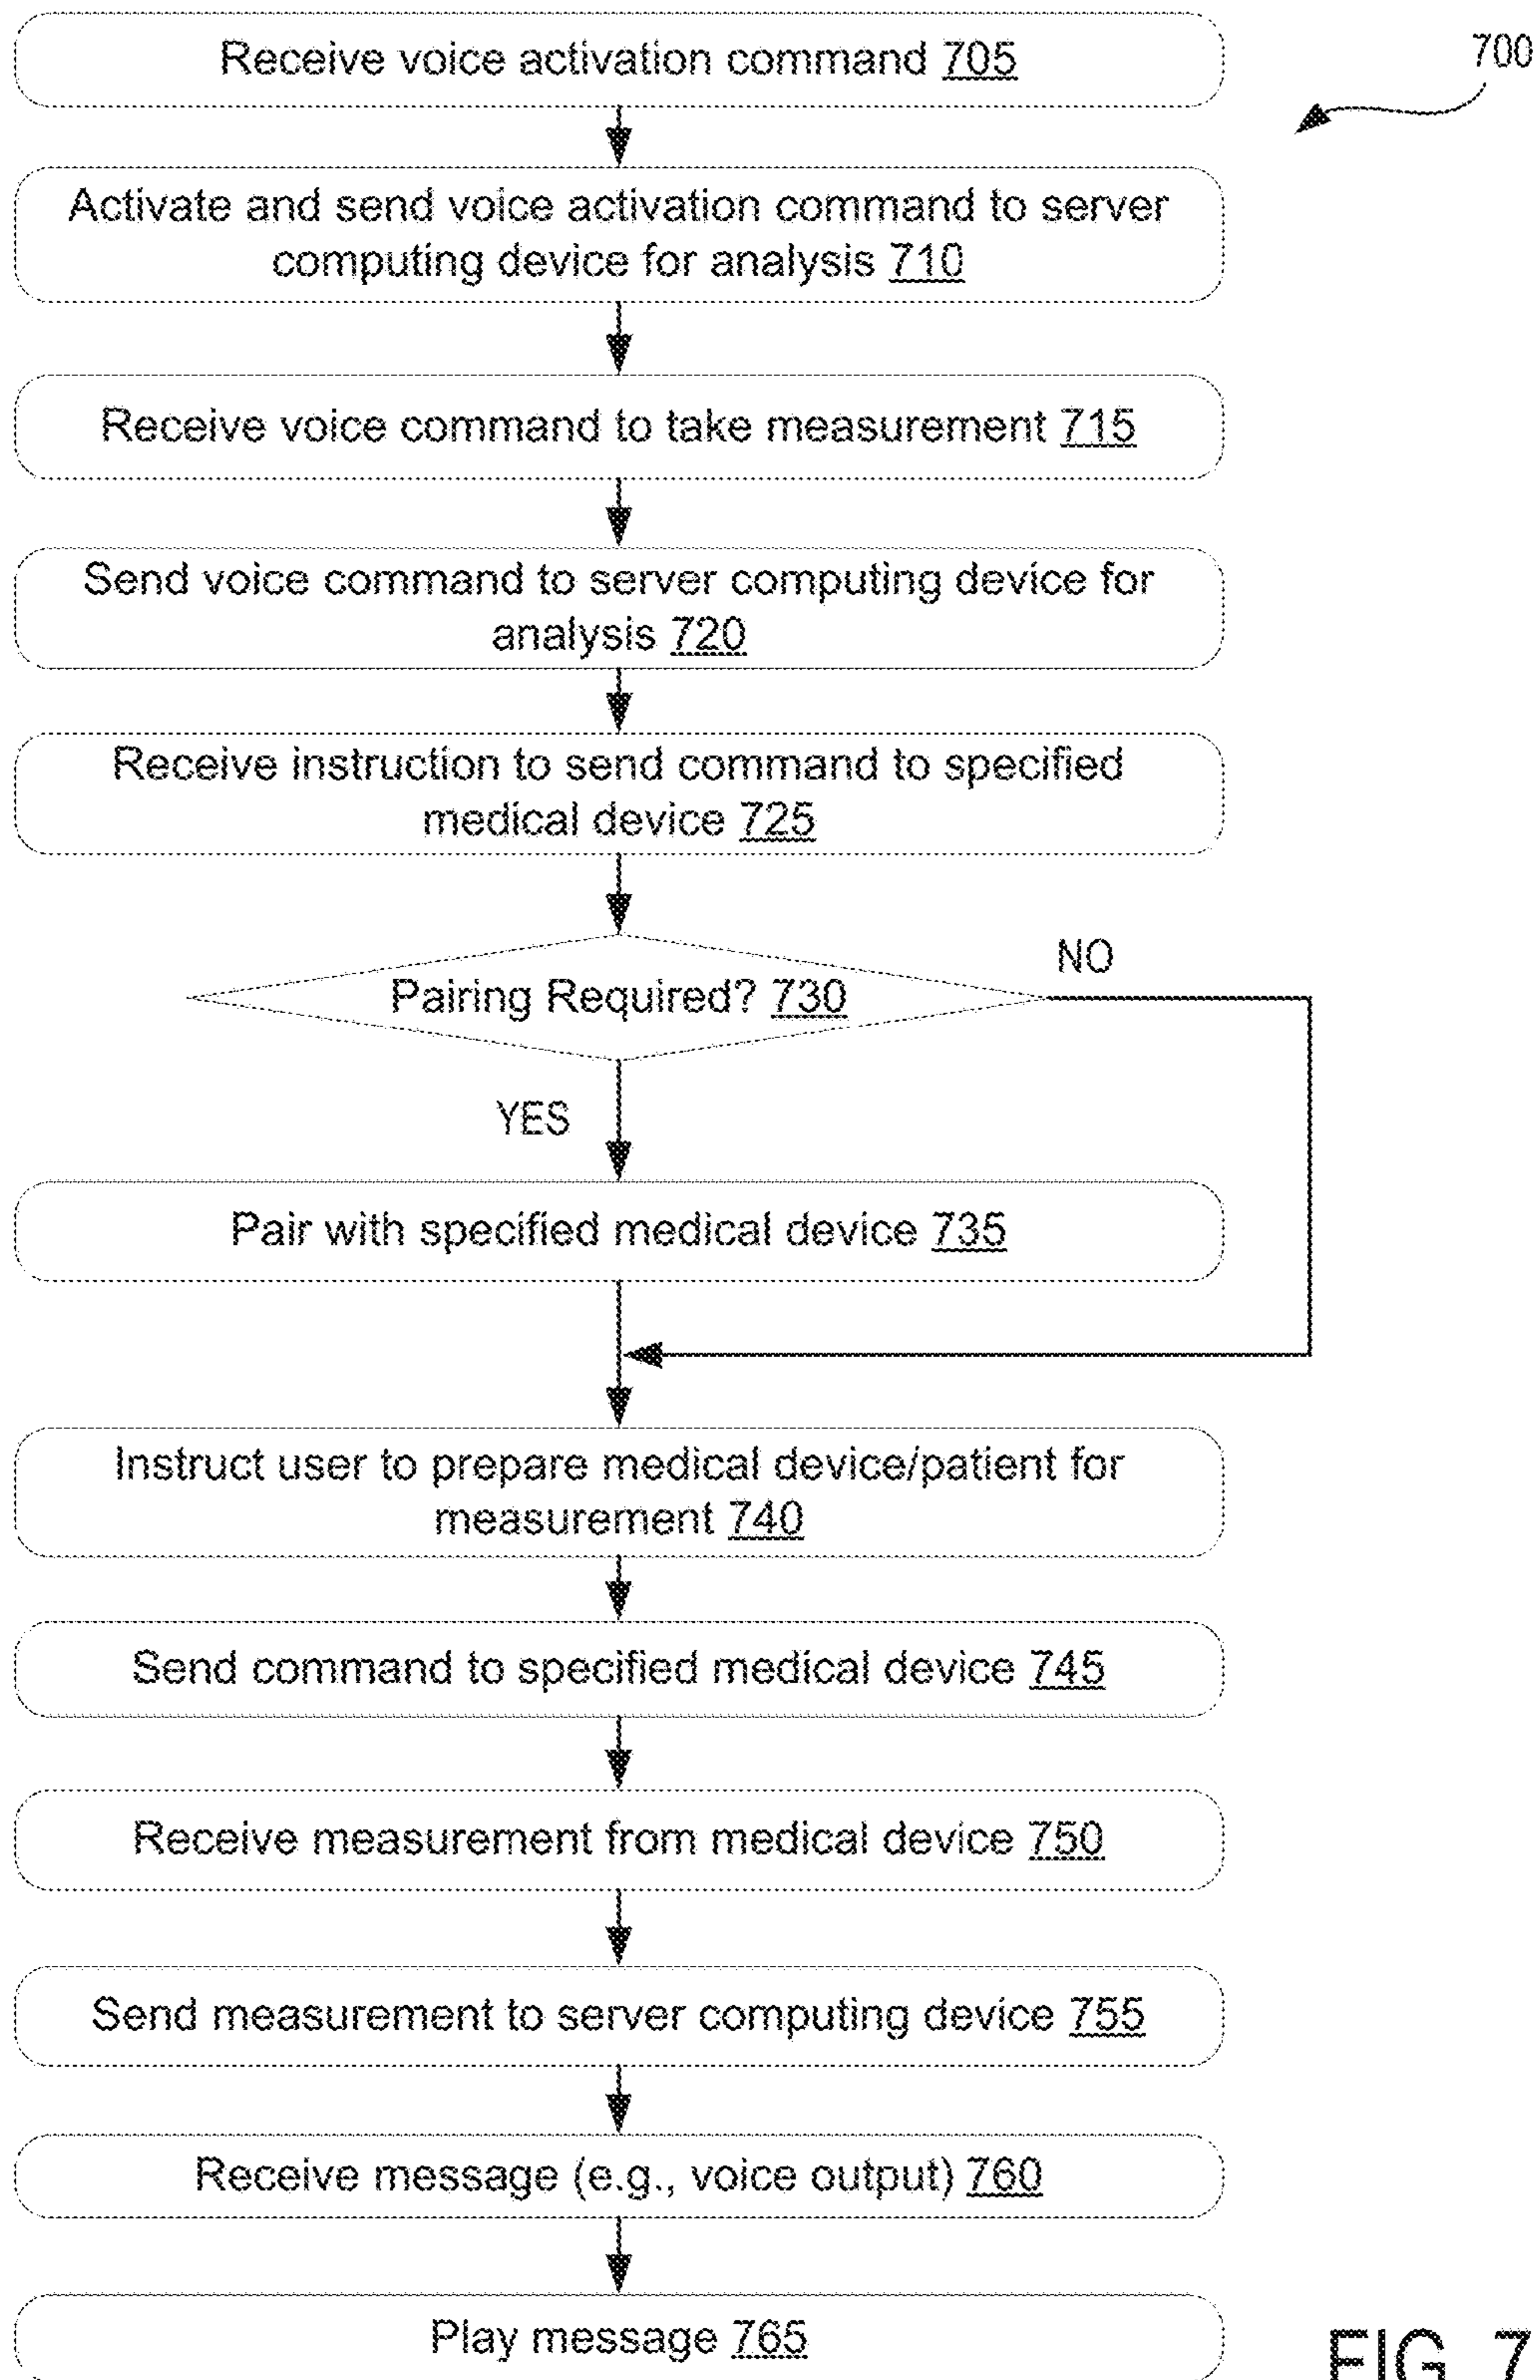 Receive voice activation command 705
700
Activate and send voice activation command to server
computing device for analysis 710
Receive voice command to take measurement 715
Send voice command to server computing device for
analysis 720
Receive instruction to send command to specified
medical device 725
Pairing Required? 730
NO
YES
Pair with specified medical device 735
Instruct user to prepare medical device/patient for
measurement 740
Send command to specified medical device 745
Receive measurement from medical device 750
Send measurement to server computing device 755
Receive message (e.g., voice output) 760
Play message 765
FIG. 7